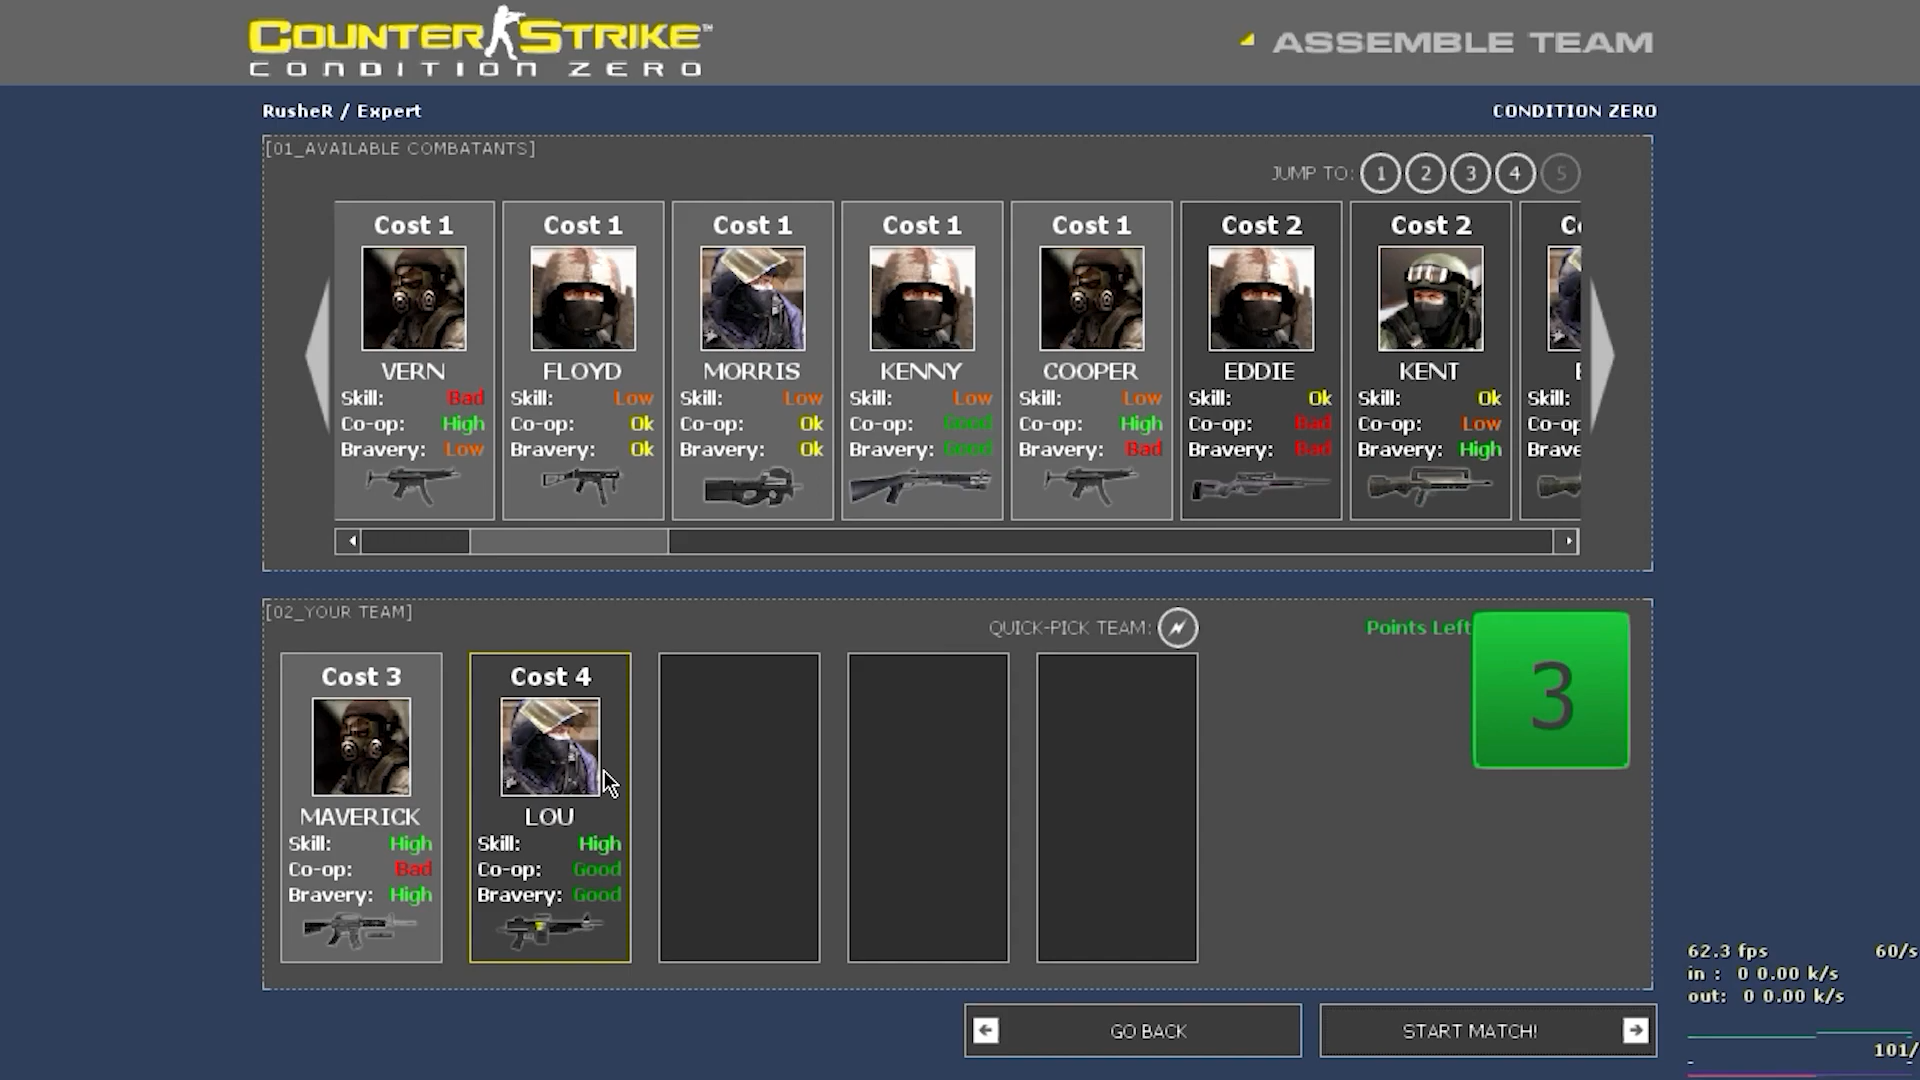 COUNTER STRIKE™
CONDITION ZERO
ASSEMBLE TEAM
RusheR / Expert
CONDITION ZERO
[01_AVAILABLE COMBATANTS]
JUMP TO: 1 2 3 4 5
Cost 1
VERN
Skill: Bad
Co-op: High
Bravery: Low
Cost 1
FLOYD
Skill: Low
Co-op: Ok
Bravery: Ok
Cost 1
MORRIS
Skill: Low
Co-op: Ok
Bravery: Ok
Cost 1
KENNY
Skill: Low
Co-op: Good
Bravery: Good
Cost 1
COOPER
Skill: Low
Co-op: High
Bravery: Bad
Cost 2
EDDIE
Skill: Ok
Co-op: Bad
Bravery: Bad
Cost 2
KENT
Skill: Ok
Co-op: Low
Bravery: High
Skill:
[02_YOUR TEAM]
QUICK-PICK TEAM:
Points Left
3
Cost 3
MAVERICK
Skill: High
Co-op: Bad
Bravery: High
Cost 4
LOU
Skill: High
Co-op: Good
Bravery: Good
GO BACK
START MATCH!
62.3 fps 60/s
in : 0 0.00 k/s
out: 0 0.00 k/s
101/